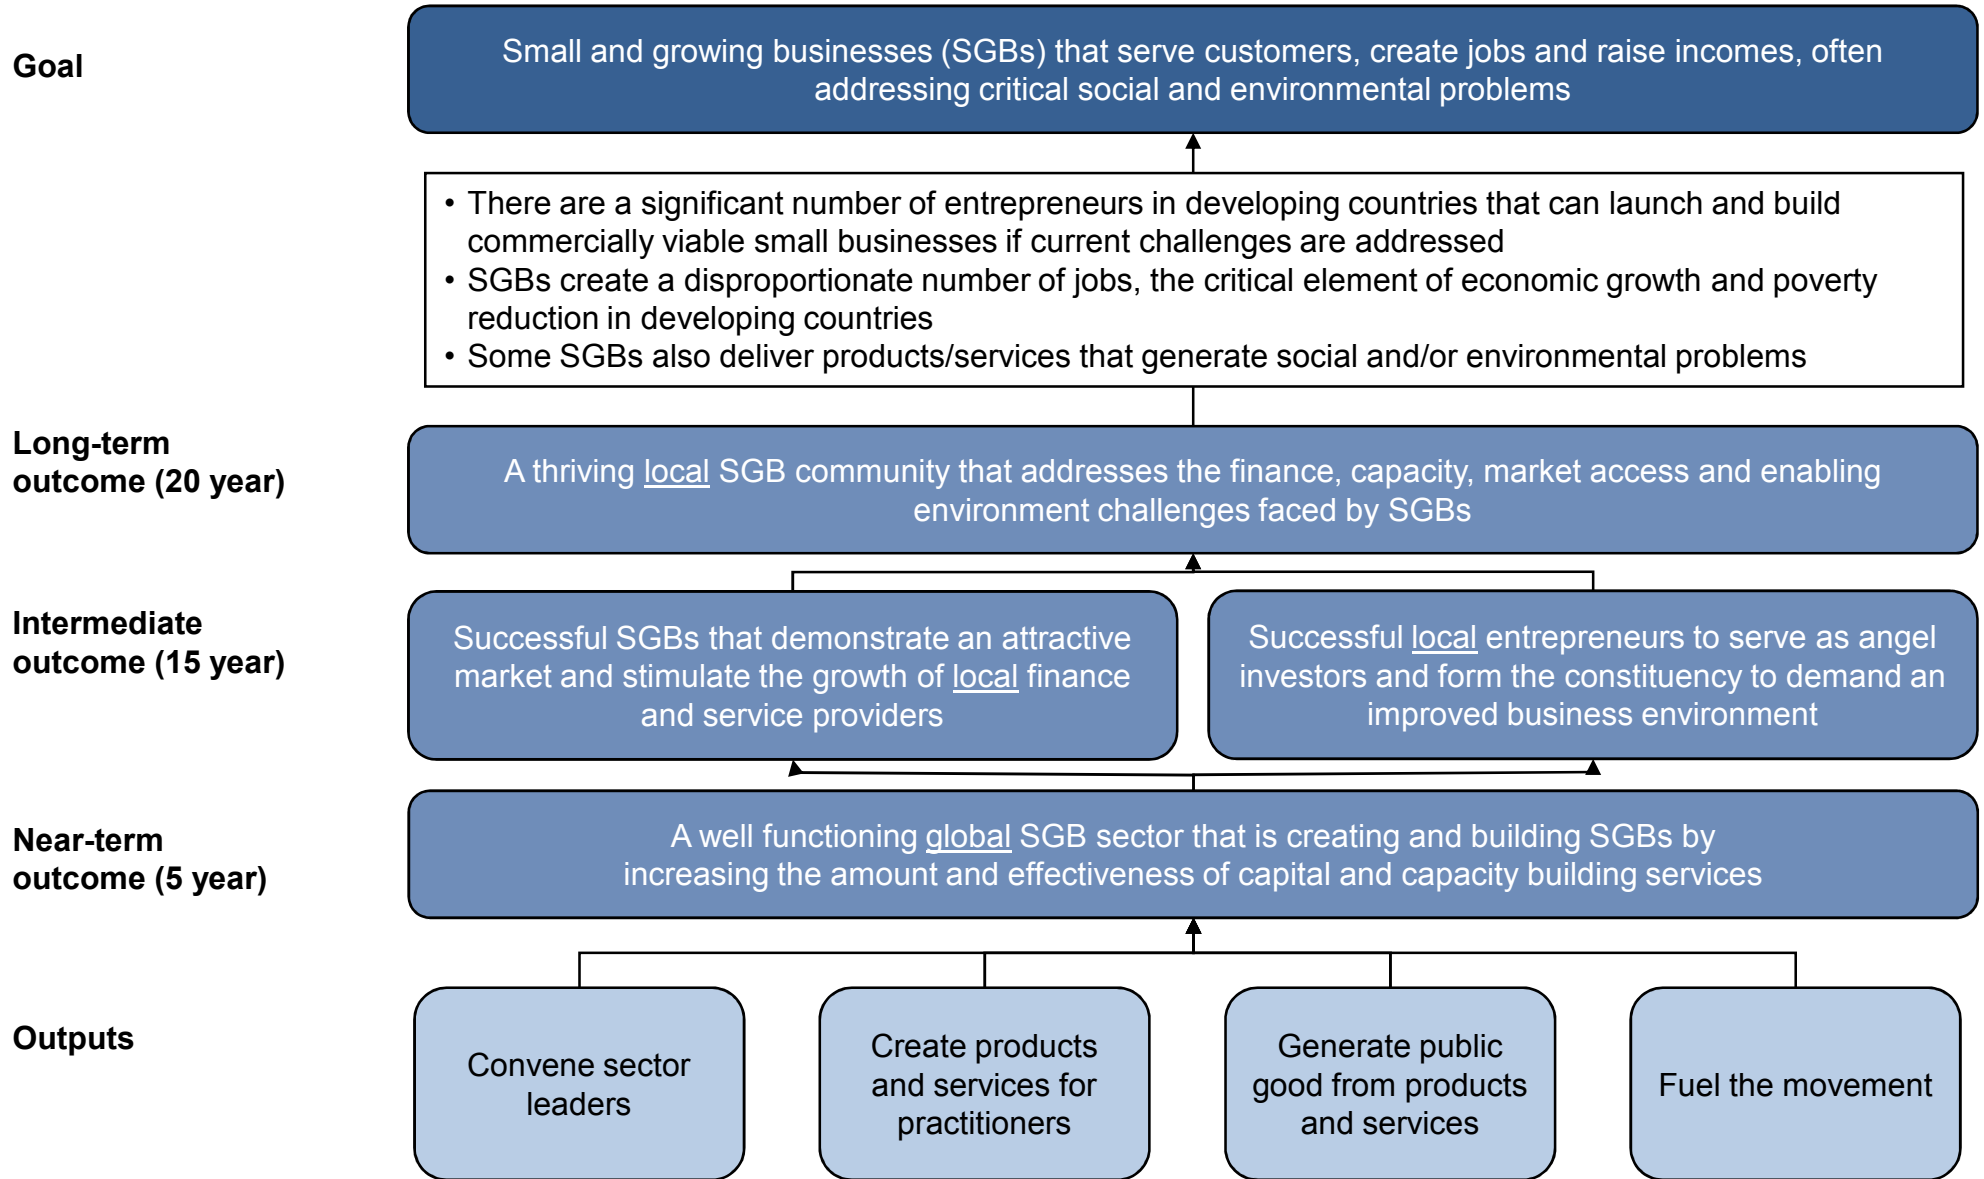 Goal
Small and growing businesses (SGBs) that serve customers, create jobs and raise incomes, often
addressing critical social and environmental problems
• There are a significant number of entrepreneurs in developing countries that can launch and build
commercially viable small businesses if current challenges are addressed
• SGBs create a disproportionate number of jobs, the critical element of economic growth and poverty
reduction in developing countries
• Some SGBs also deliver products/services that generate social and/or environmental problems
Long-term
outcome (20 year)
A thriving local SGB community that addresses the finance, capacity, market access and enabling
environment challenges faced by SGBs
Intermediate
outcome (15 year)
Successful SGBs that demonstrate an attractive
market and stimulate the growth of local finance
and service providers
Successful local entrepreneurs to serve as angel
investors and form the constituency to demand an
improved business environment
Near-term
outcome (5 year)
A well functioning global SGB sector that is creating and building SGBs by
increasing the amount and effectiveness of capital and capacity building services
Outputs
Convene sector
leaders
Create products
and services for
practitioners
Generate public
good from products
and services
Fuel the movement